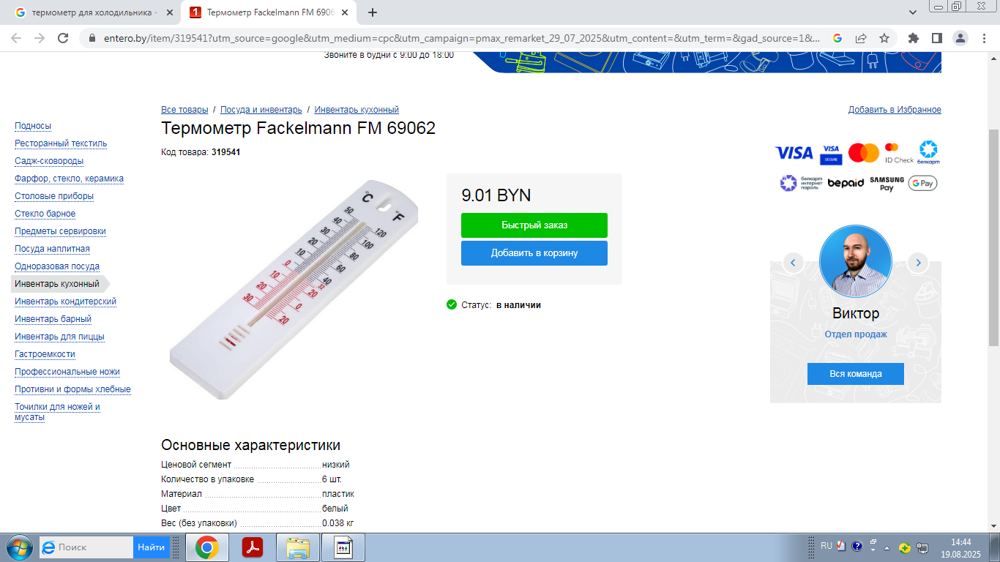 термометр для холодильника -
Термометр Fackelmann FM 6906
entero.by/item/319541?utm_source=google&utm_medium=cpc&utm_campaign=pmax_remarket_29_07_2025&utm_content=&utm_term=&gad_source=1&...
Звоните в будни с 9:00 до 18:00
Все товары / Посуда и инвентарь / Инвентарь кухонный
Добавить в Избранное
Термометр Fackelmann FM 69062
Код товара: 319541
Подносы
Ресторанный текстиль
Садж-сковороды
Фарфор, стекло, керамика
Столовые приборы
Стекло барное
Предметы сервировки
Посуда наплитная
Одноразовая посуда
Инвентарь кухонный
Инвентарь кондитерский
Инвентарь барный
Инвентарь для пиццы
Гастроемкости
Профессиональные ножи
Противни и формы хлебные
Точилки для ножей и
мусаты
°C
°F
50
40
30
20
10
0
10
20
30
120
100
80
60
40
32
20
0
20
9.01 BYN
Быстрый заказ
Добавить в корзину
Статус: в наличии
VISA
VISA
SECURE
ID Check
белкарт
белкарт
интернет
пароль
bepaid
SAMSUNG
Pay
G Pay
Виктор
Отдел продаж
Вся команда
Основные характеристики
Ценовой сегмент низкий
Количество в упаковке 6 шт.
Материал пластик
Цвет белый
Вес (без упаковки) 0.038 кг
Поиск
Найти
RU
14:44
19.08.2025